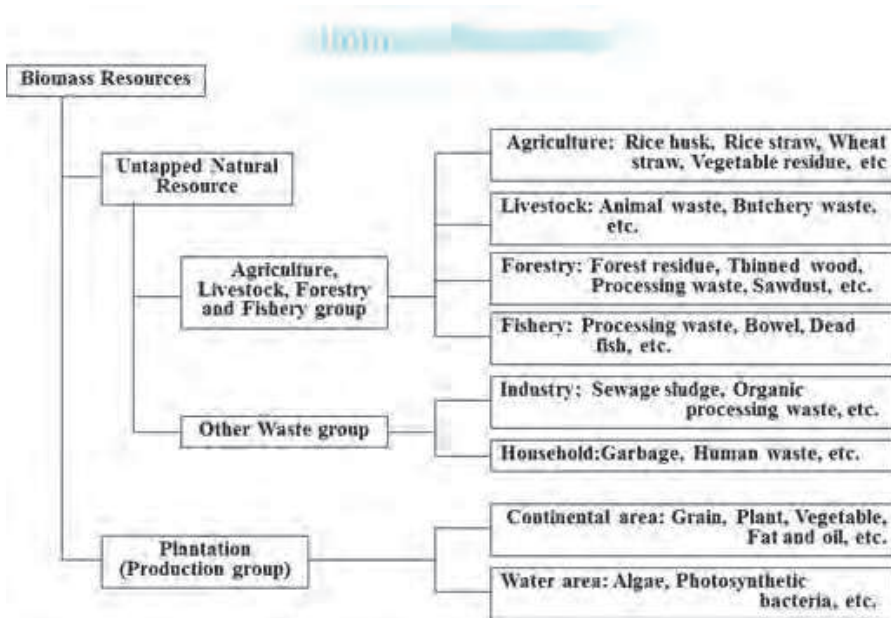 Biomass Resources
Untapped Natural
Resource
Agriculture,
Livestock, Forestry
and Fishery group
Agriculture: Rice husk, Rice straw, Wheat
straw, Vegetable residue, etc
Livestock: Animal waste, Butchery waste,
etc.
Forestry: Forest residue, Thinned wood,
Processing waste, Sawdust, etc.
Fishery: Processing waste, Bowel, Dead
fish, etc.
Other Waste group
Industry: Sewage sludge, Organic
processing waste, etc.
Household:Garbage, Human waste, etc.
Plantation
(Production group)
Continental area: Grain, Plant, Vegetable,
Fat and oil, etc.
Water area: Algae, Photosynthetic
bacteria, etc.